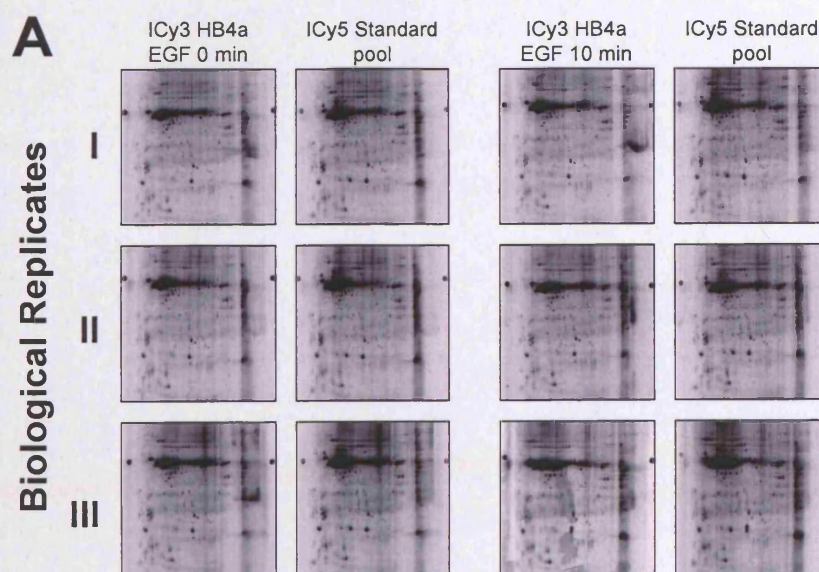 A
ICy3 HB4a
EGF 0 min
ICy5 Standard
pool
ICy3 HB4a
EGF 10 min
ICy5 Standard
pool
Biological Replicates
I
II
III